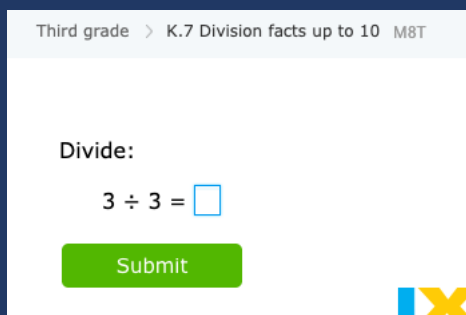 Third grade > K.7 Division facts up to 10 M8T
Divide:
3 ÷ 3 =
Submit